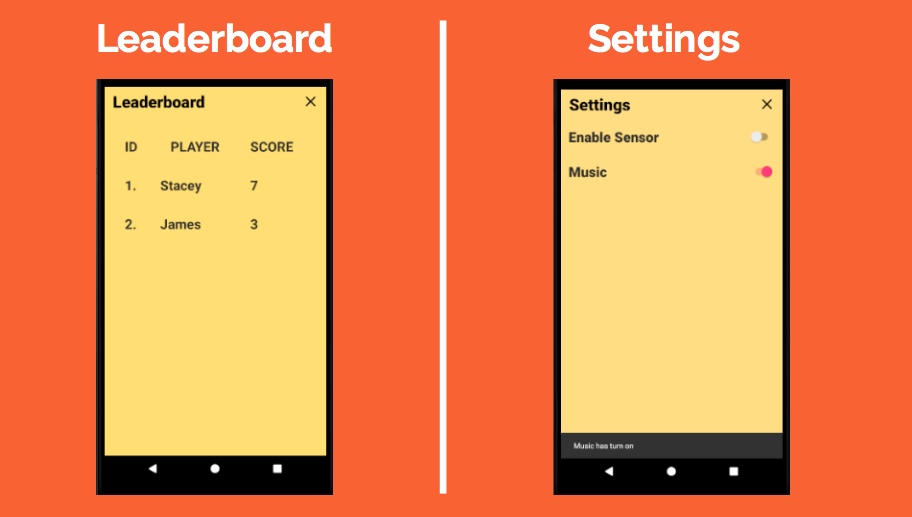 Leaderboard
Leaderboard
ID PLAYER SCORE
1. Stacey 7
2. James 3
Settings
Settings
Enable Sensor
Music
Music has turn on